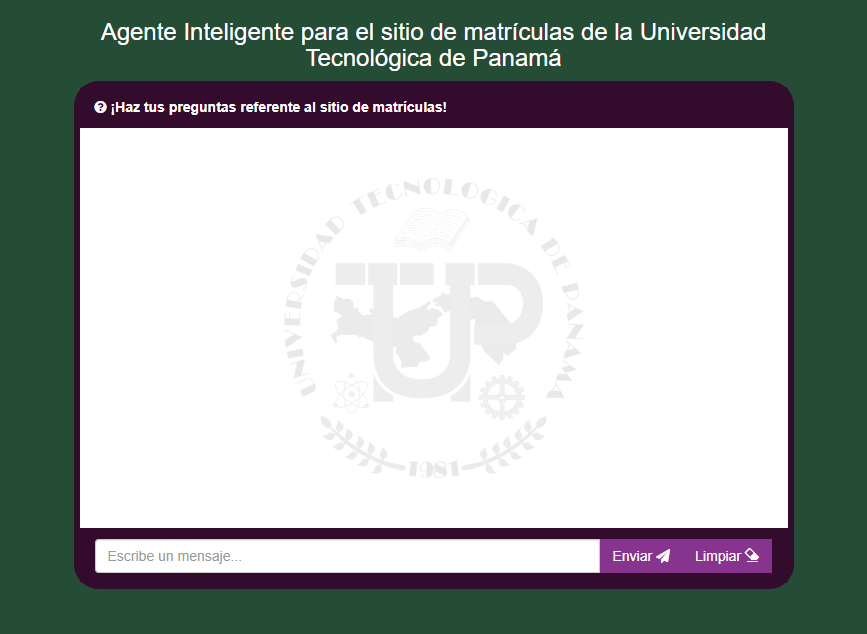 Agente Inteligente para el sitio de matrículas de la Universidad
Tecnológica de Panamá
¡Haz tus preguntas referente al sitio de matrículas!
UNIVERSIDAD TECNOLOGICA DE PANAMA
UTP
1981
Escribe un mensaje...
Enviar
Limpiar